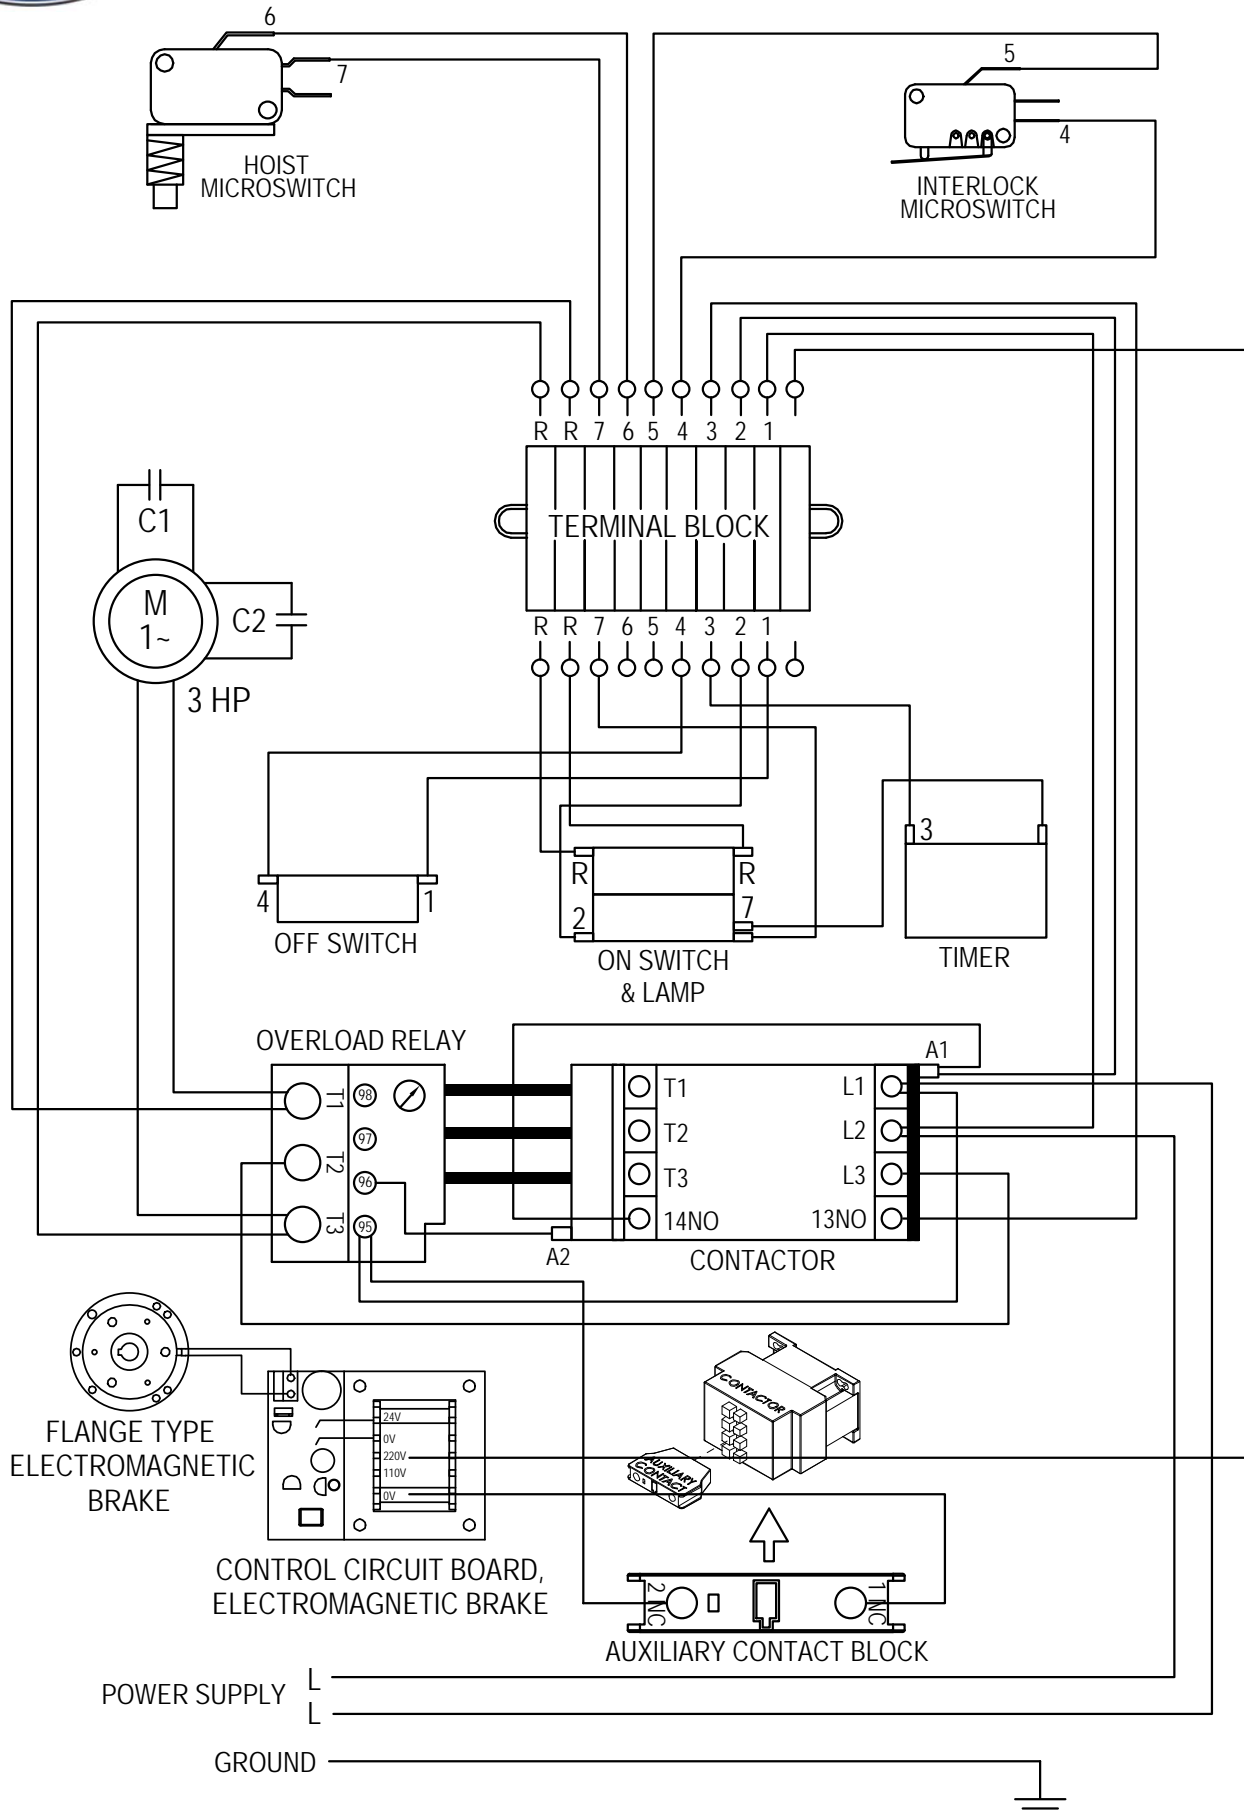 6
7
HOIST
MICROSWITCH
5
4
INTERLOCK
MICROSWITCH
R R 7 6 5 4 3 2 1
TERMINAL BLOCK
R R 7 6 5 4 3 2 1
C1
M
1~
C2
3 HP
4 1
OFF SWITCH
R R
2 7
ON SWITCH
& LAMP
3
TIMER
OVERLOAD RELAY
T1 98
97
T2
96
T3 95
A1
T1 L1
T2 L2
T3 L3
14NO 13NO
A2
CONTACTOR
FLANGE TYPE
ELECTROMAGNETIC
BRAKE
24V
0V
220V
110V
0V
CONTROL CIRCUIT BOARD,
ELECTROMAGNETIC BRAKE
CONTACTOR
AUXILIARY
CONTACT
2 NC 1 NC
AUXILIARY CONTACT BLOCK
POWER SUPPLY L
L
GROUND